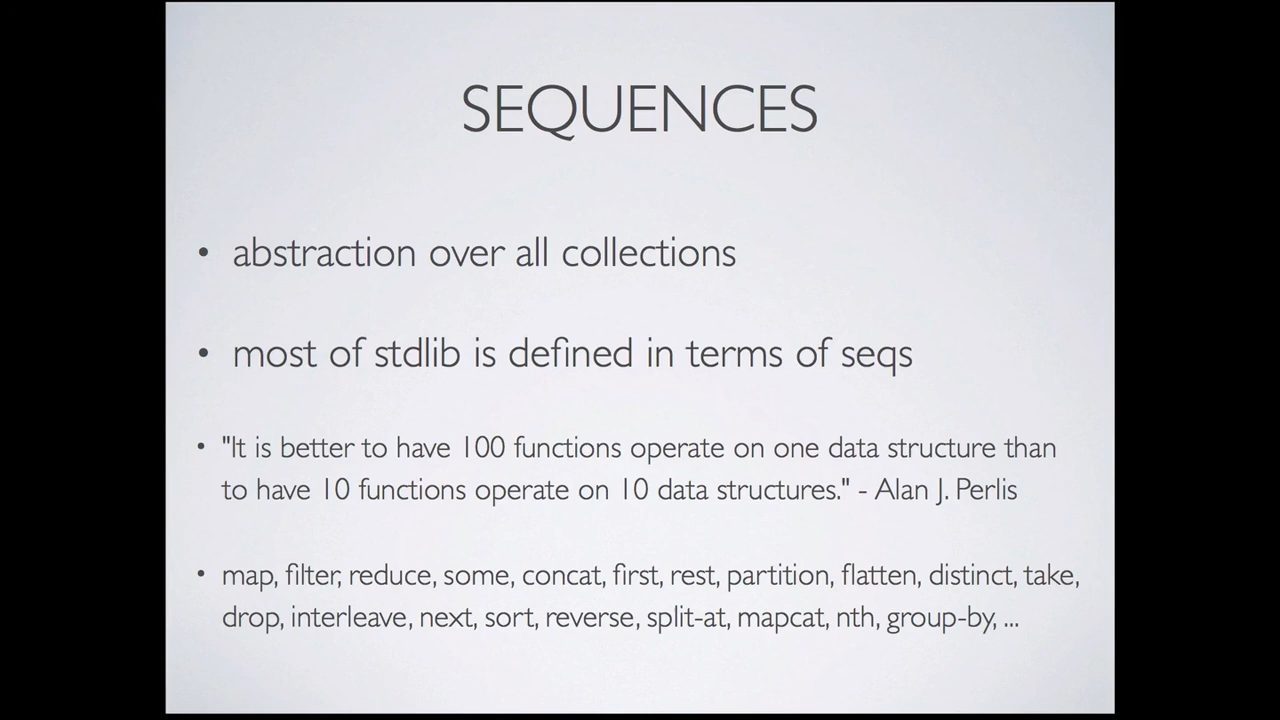 SEQUENCES
• abstraction over all collections
• most of stdlib is defined in terms of seqs
• "It is better to have 100 functions operate on one data structure than
to have 10 functions operate on 10 data structures." - Alan J. Perlis
• map, filter, reduce, some, concat, first, rest, partition, flatten, distinct, take,
drop, interleave, next, sort, reverse, split-at, mapcat, nth, group-by, ...